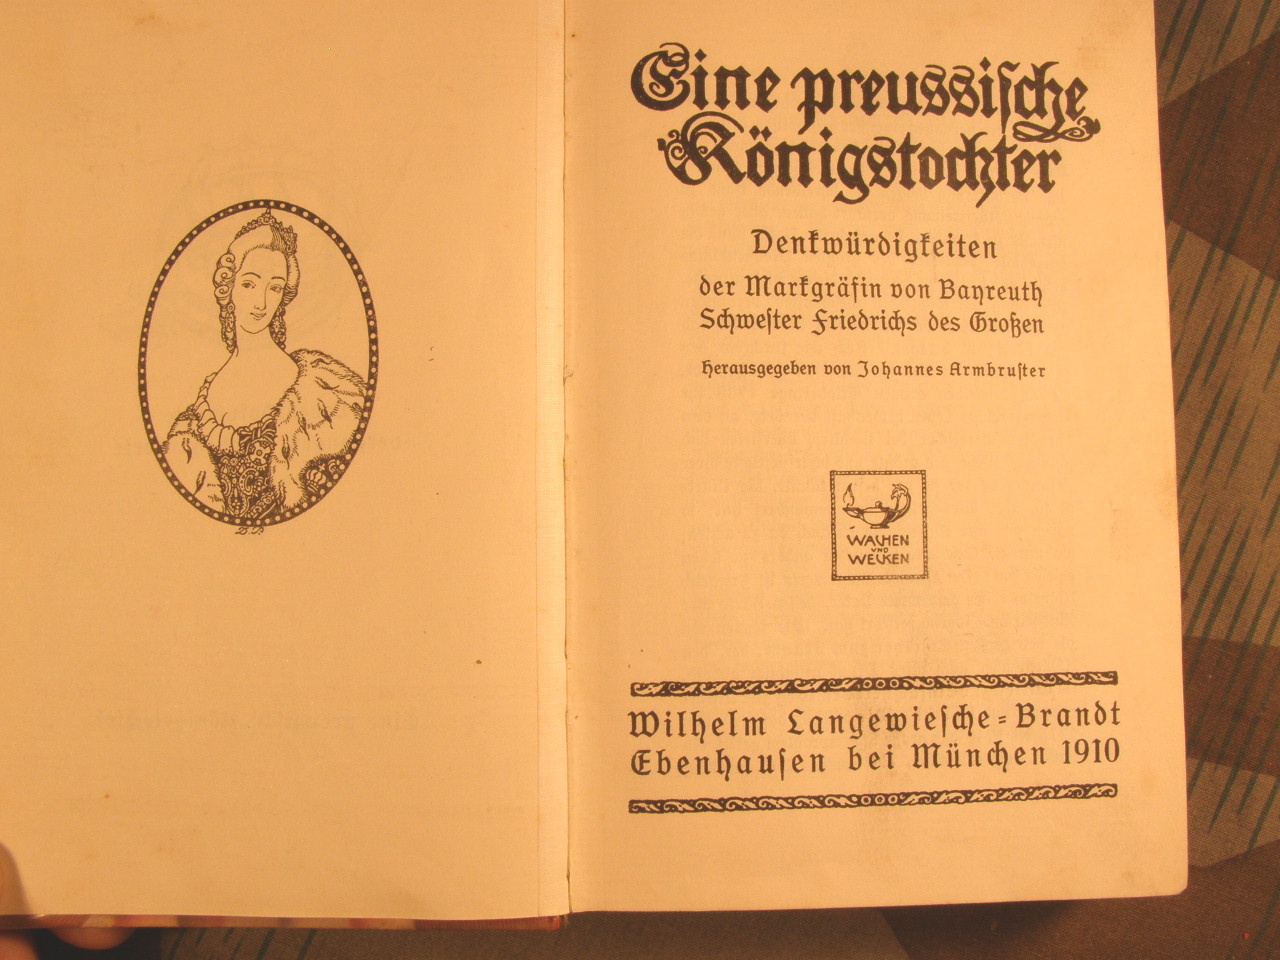 Eine preussiſche
Königstochter
Denkwürdigkeiten
der Markgräfin von Bayreuth
Schweſter Friedrichs des Großen
Herausgegeben von Johannes Armbruſter
WACHEN
UND
WECKEN
Wilhelm Langewieſche-Brandt
Ebenhauſen bei München 1910